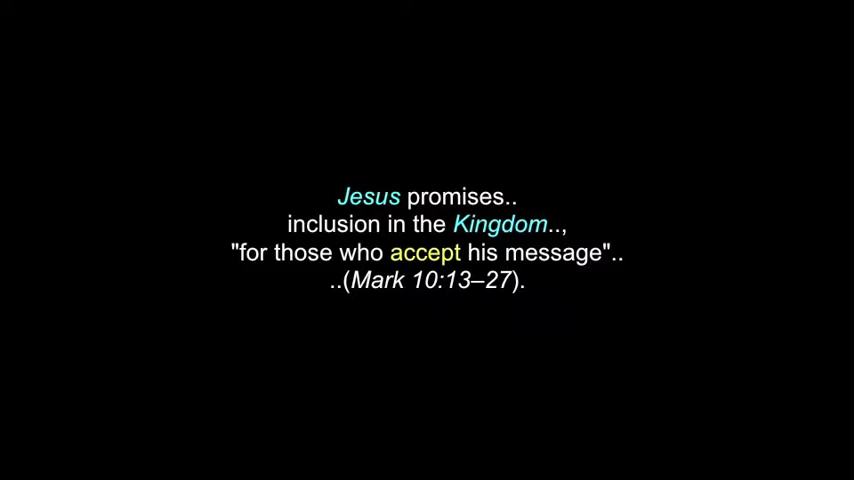 Jesus promises..
inclusion in the Kingdom..,
"for those who accept his message"..
..(Mark 10:13–27).